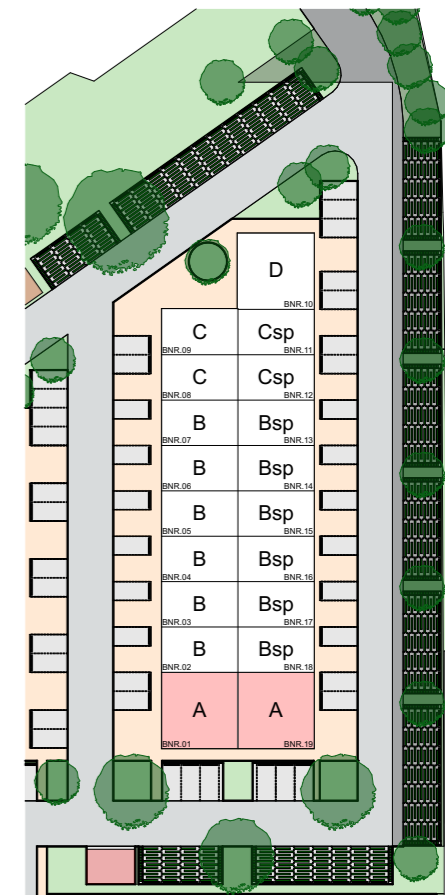 D
BNR.10
C Csp
BNR.09 BNR.11
C Csp
BNR.08 BNR.12
B Bsp
BNR.07 BNR.13
B Bsp
BNR.06 BNR.14
B Bsp
BNR.05 BNR.15
B Bsp
BNR.04 BNR.16
B Bsp
BNR.03 BNR.17
B Bsp
BNR.02 BNR.18
A A
BNR.01 BNR.19